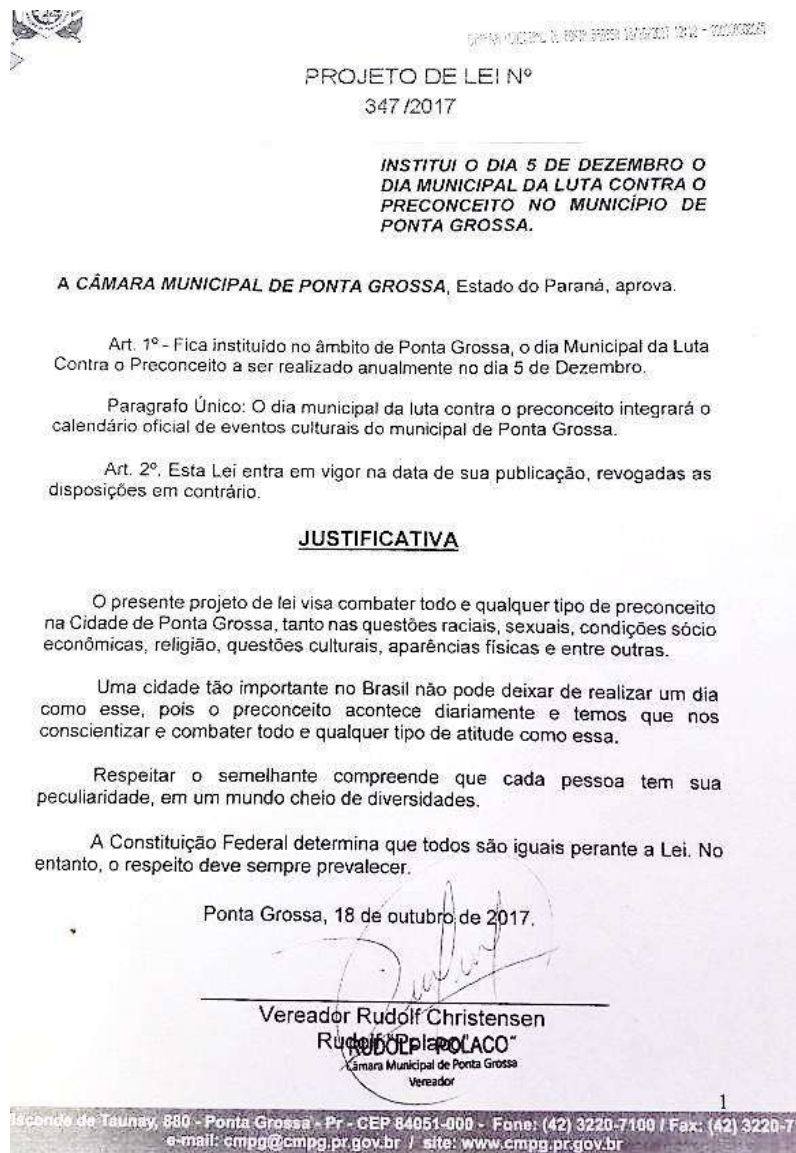 PROJETO DE LEI Nº
347/2017
INSTITUI O DIA 5 DE DEZEMBRO O
DIA MUNICIPAL DA LUTA CONTRA O
PRECONCEITO NO MUNICÍPIO DE
PONTA GROSSA.
A CÂMARA MUNICIPAL DE PONTA GROSSA, Estado do Paraná, aprova.
Art. 1º - Fica instituído no âmbito de Ponta Grossa, o dia Municipal da Luta
Contra o Preconceito a ser realizado anualmente no dia 5 de Dezembro.
Paragrafo Único: O dia municipal da luta contra o preconceito integrará o
calendário oficial de eventos culturais do municipal de Ponta Grossa.
Art. 2º. Esta Lei entra em vigor na data de sua publicação, revogadas as
disposições em contrário.
JUSTIFICATIVA
O presente projeto de lei visa combater todo e qualquer tipo de preconceito
na Cidade de Ponta Grossa, tanto nas questões raciais, sexuais, condições sócio
econômicas, religião, questões culturais, aparências físicas e entre outras.
Uma cidade tão importante no Brasil não pode deixar de realizar um dia
como esse, pois o preconceito acontece diariamente e temos que nos
conscientizar e combater todo e qualquer tipo de atitude como essa.
Respeitar o semelhante compreende que cada pessoa tem sua
peculiaridade, em um mundo cheio de diversidades.
A Constituição Federal determina que todos são iguais perante a Lei. No
entanto, o respeito deve sempre prevalecer.
Ponta Grossa, 18 de outubro de 2017.
Vereador Rudolf Christensen
Rudolf "Polaco"
RUDOLF "POLACO"
Câmara Municipal de Ponta Grossa
Vereador
1
isconde de Taunay, 880 - Ponta Grossa - Pr - CEP 84051-000 - Fone: (42) 3220-7100 / Fax: (42) 3220-7
e-mail: cmpg@cmpg.pr.gov.br / site: www.cmpg.pr.gov.br